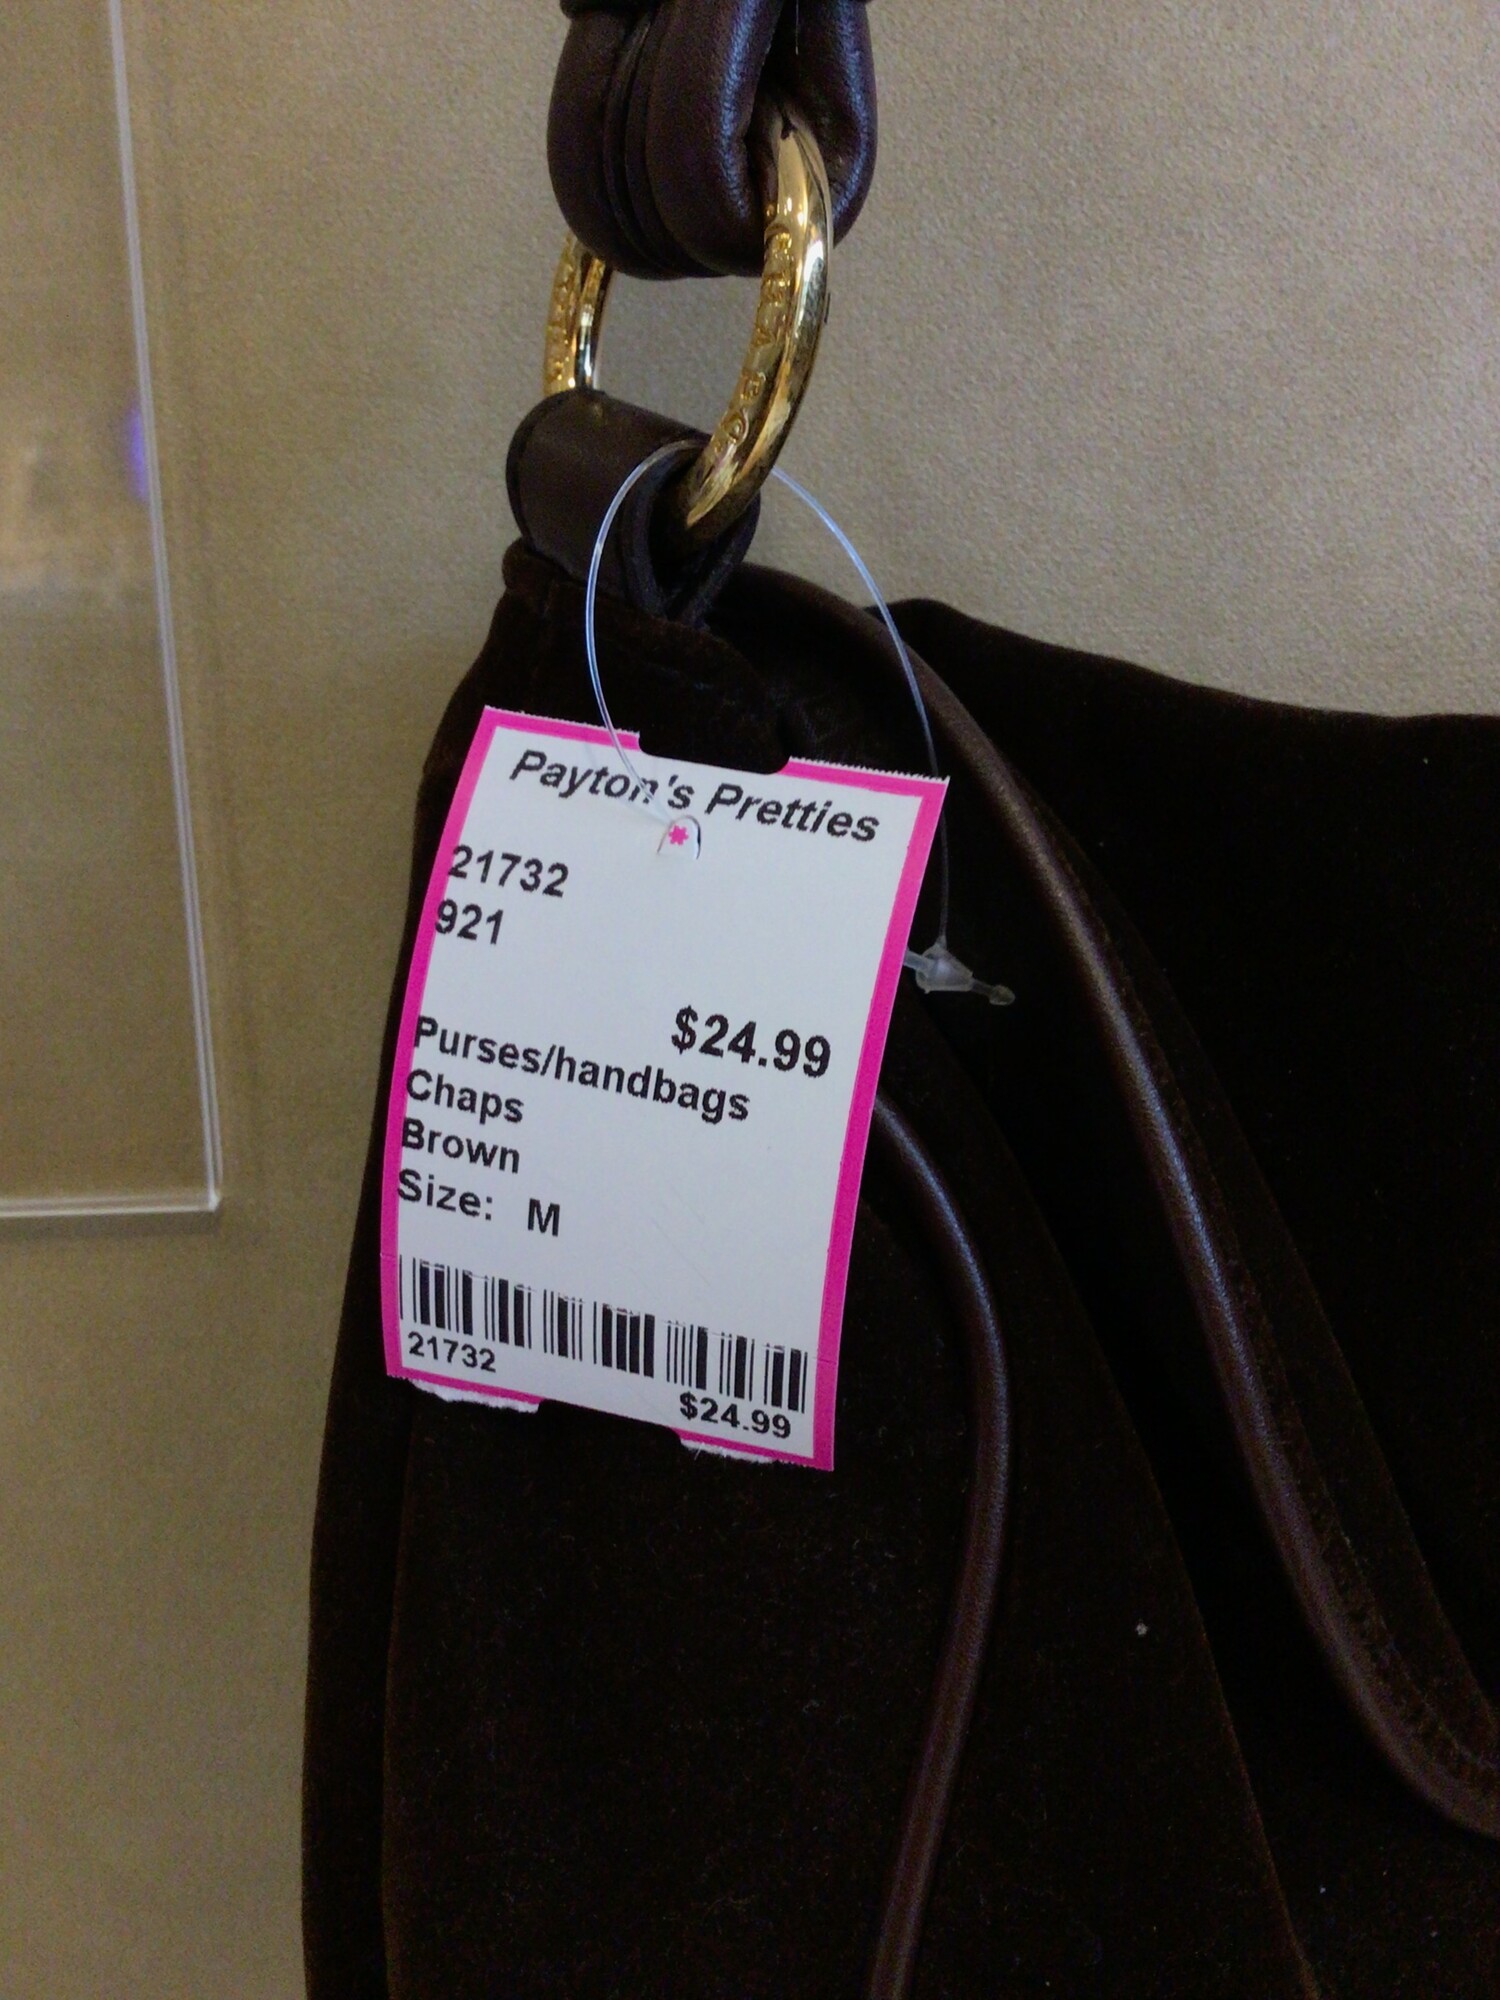 Payton's Pretties
21732
921
$24.99
Purses/handbags
Chaps
Brown
Size: M
21732
$24.99